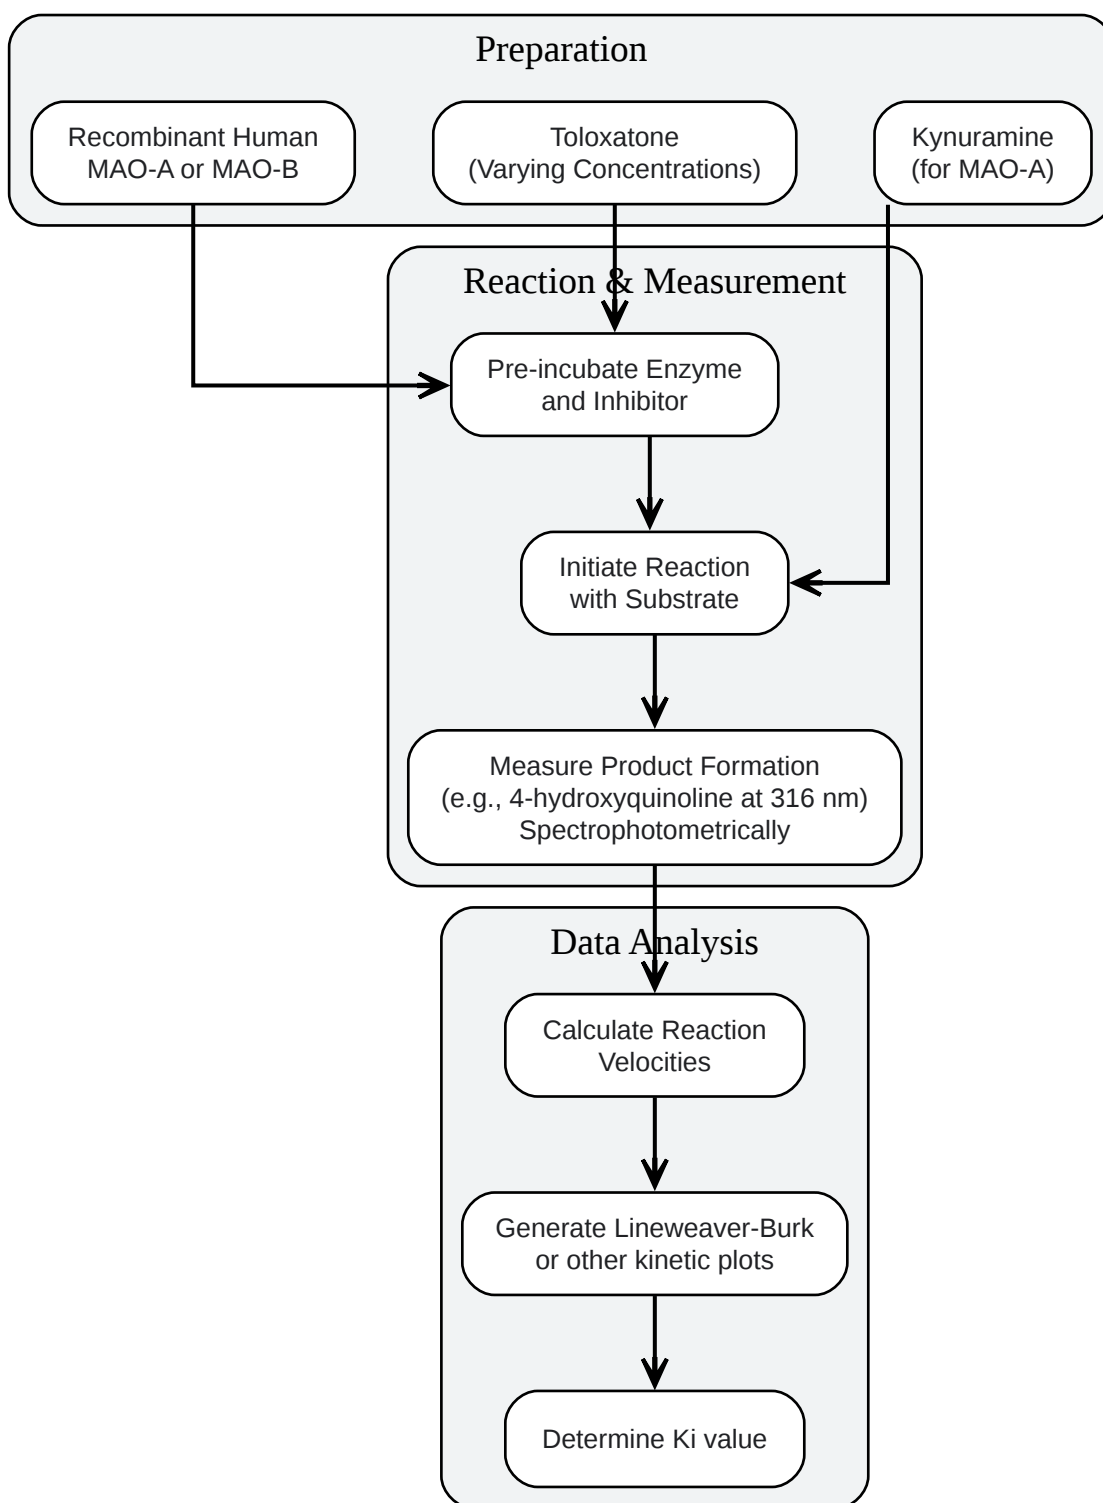 Preparation
Recombinant Human
MAO-A or MAO-B
Toloxatone
(Varying Concentrations)
Kynuramine
(for MAO-A)
Reaction & Measurement
Pre-incubate Enzyme
and Inhibitor
Initiate Reaction
with Substrate
Measure Product Formation
(e.g., 4-hydroxyquinoline at 316 nm)
Spectrophotometrically
Data Analysis
Calculate Reaction
Velocities
Generate Lineweaver-Burk
or other kinetic plots
Determine Ki value